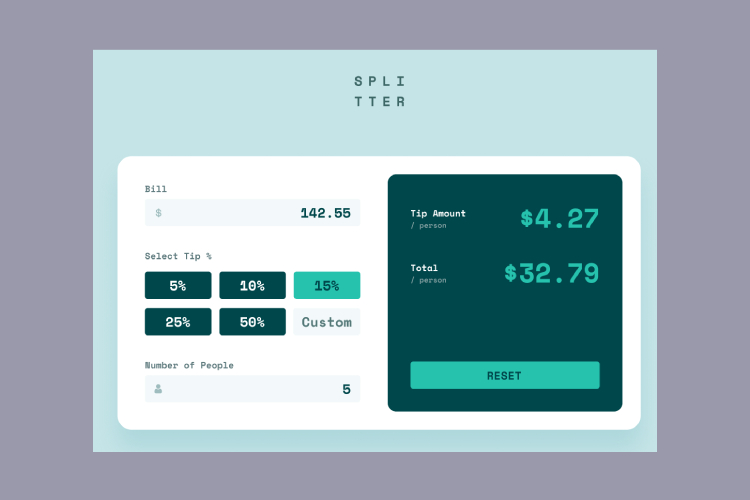 SPLI
TTER
Bill
$
142.55
Select Tip %
5%
10%
15%
25%
50%
Custom
Number of People
5
Tip Amount
/ person
$4.27
Total
/ person
$32.79
RESET